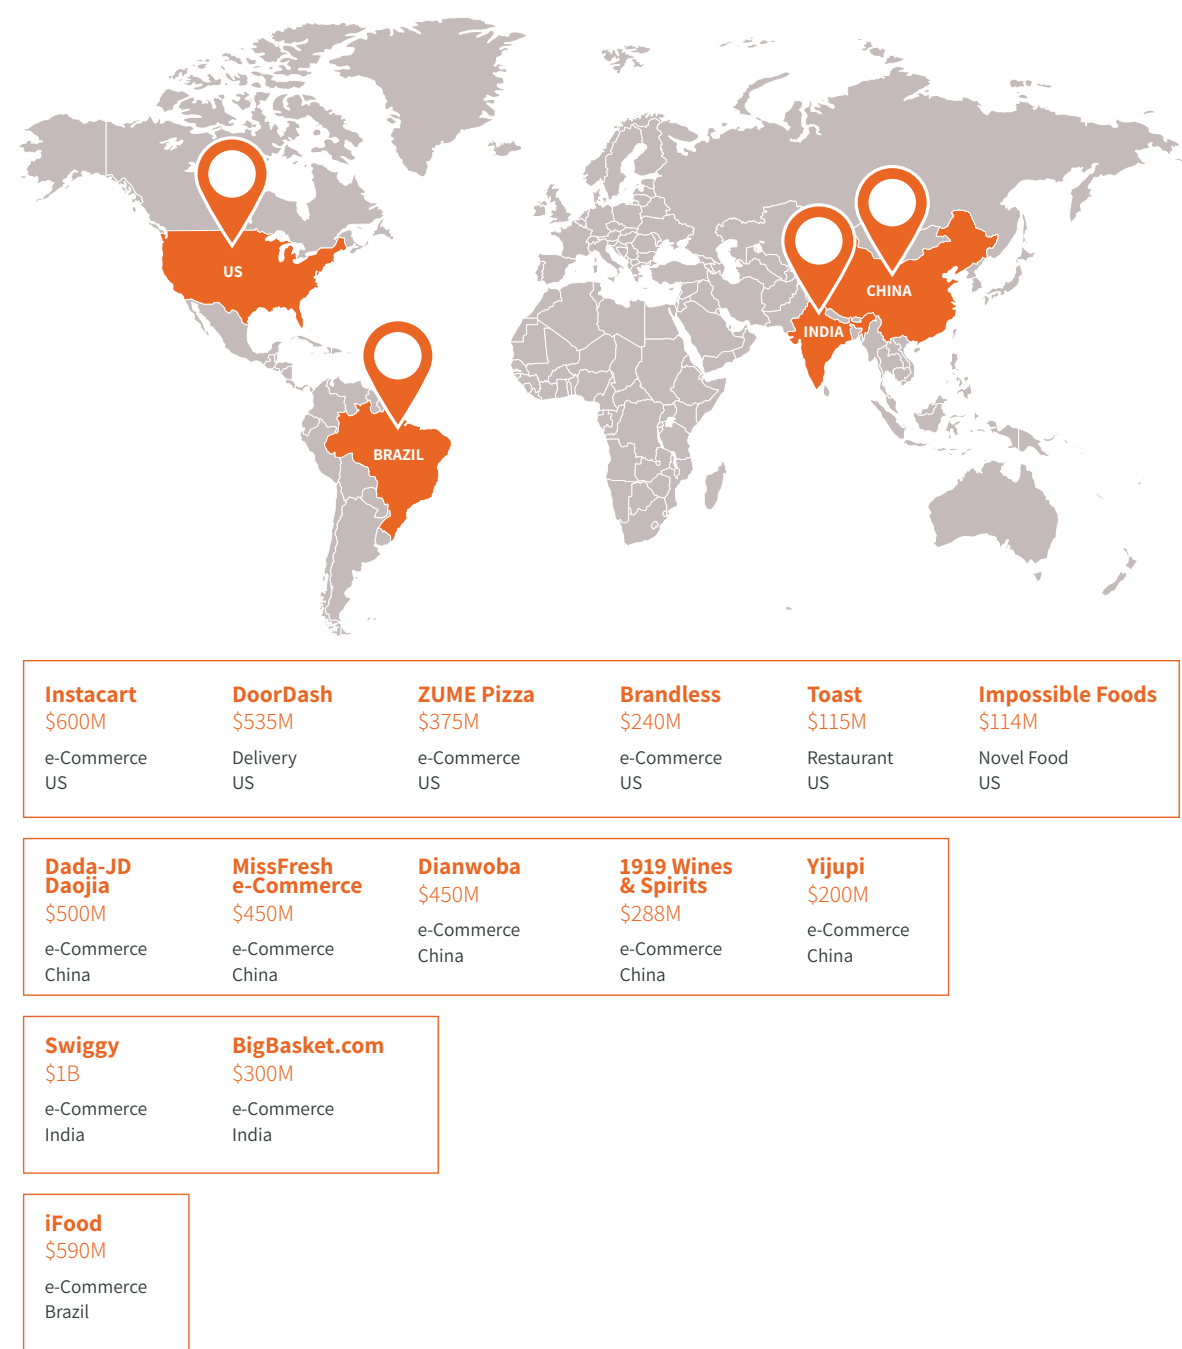 US
CHINA
INDIA
BRAZIL
Instacart
$600M
e-Commerce
US
DoorDash
$535M
Delivery
US
ZUME Pizza
$375M
e-Commerce
US
Brandless
$240M
e-Commerce
US
Toast
$115M
Restaurant
US
Impossible Foods
$114M
Novel Food
US
Dada-JD
Daojia
$500M
e-Commerce
China
MissFresh
e-Commerce
$450M
e-Commerce
China
Dianwoba
$450M
e-Commerce
China
1919 Wines
& Spirits
$288M
e-Commerce
China
Yijupi
$200M
e-Commerce
China
Swiggy
$1B
e-Commerce
India
BigBasket.com
$300M
e-Commerce
India
iFood
$590M
e-Commerce
Brazil